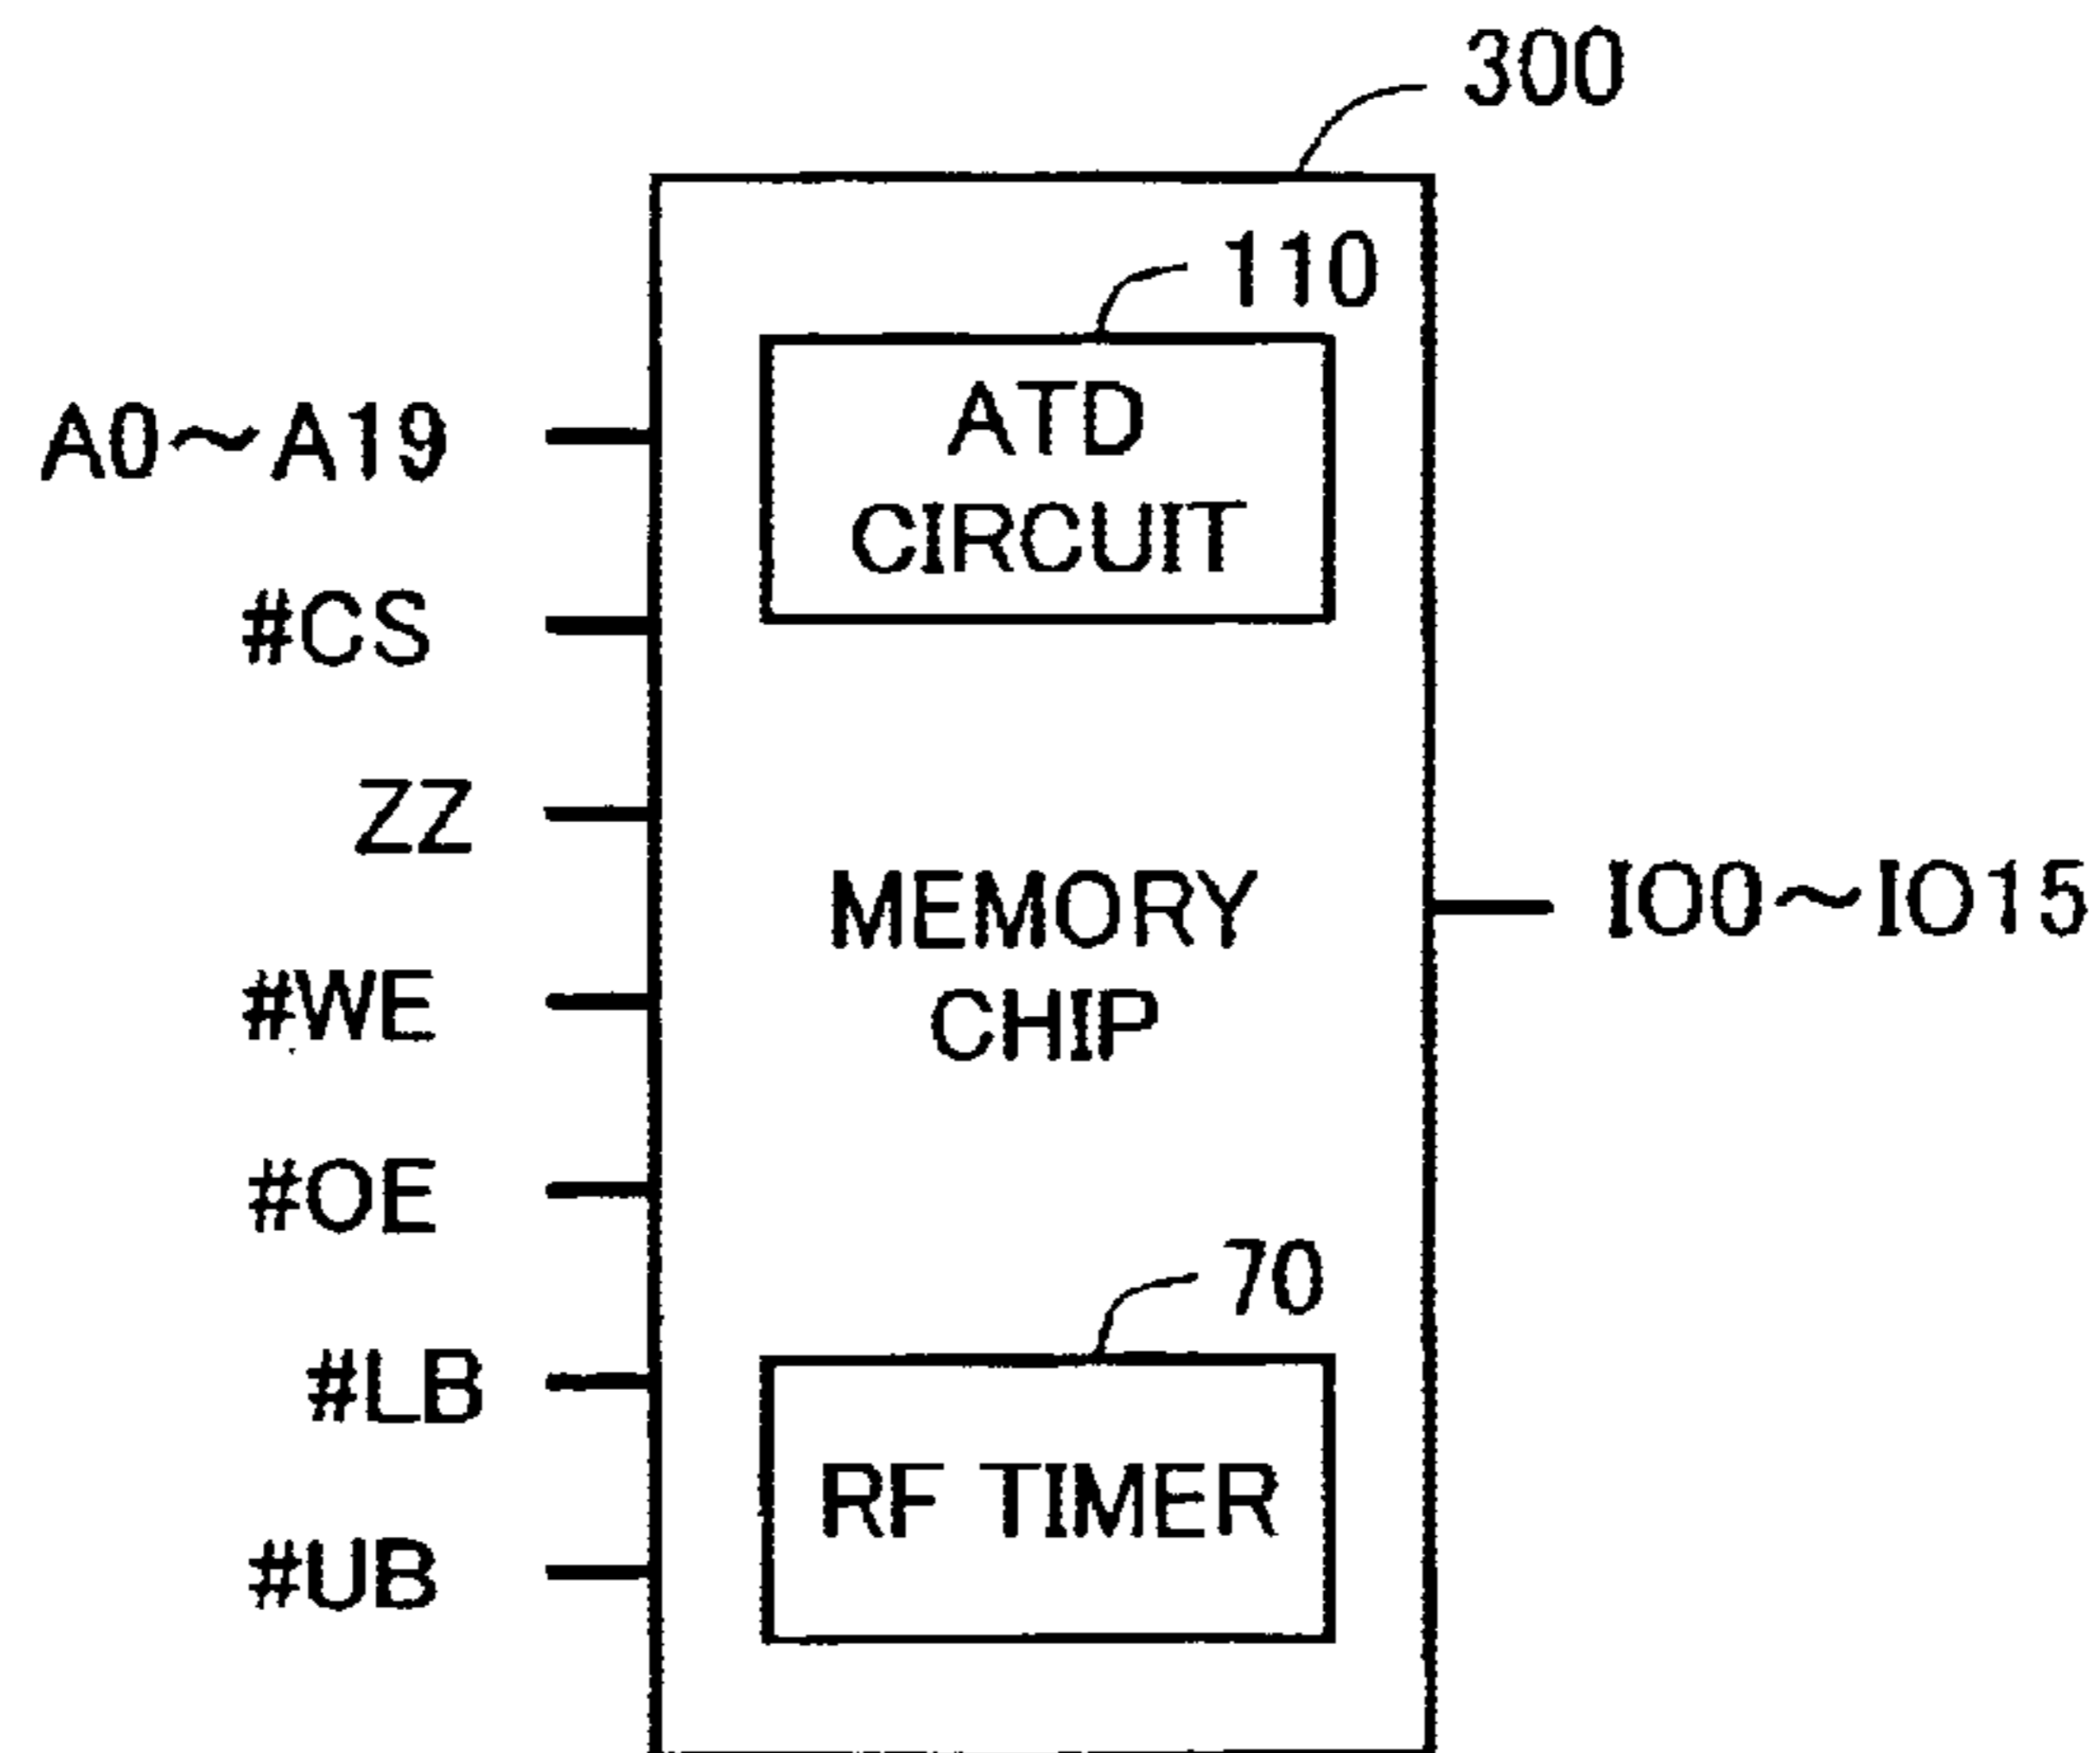 300
110
ATD
CIRCUIT
A0～A19
#CS
ZZ
MEMORY
CHIP
IO0～IO15
#WE
#OE
70
#LB
RF TIMER
#UB